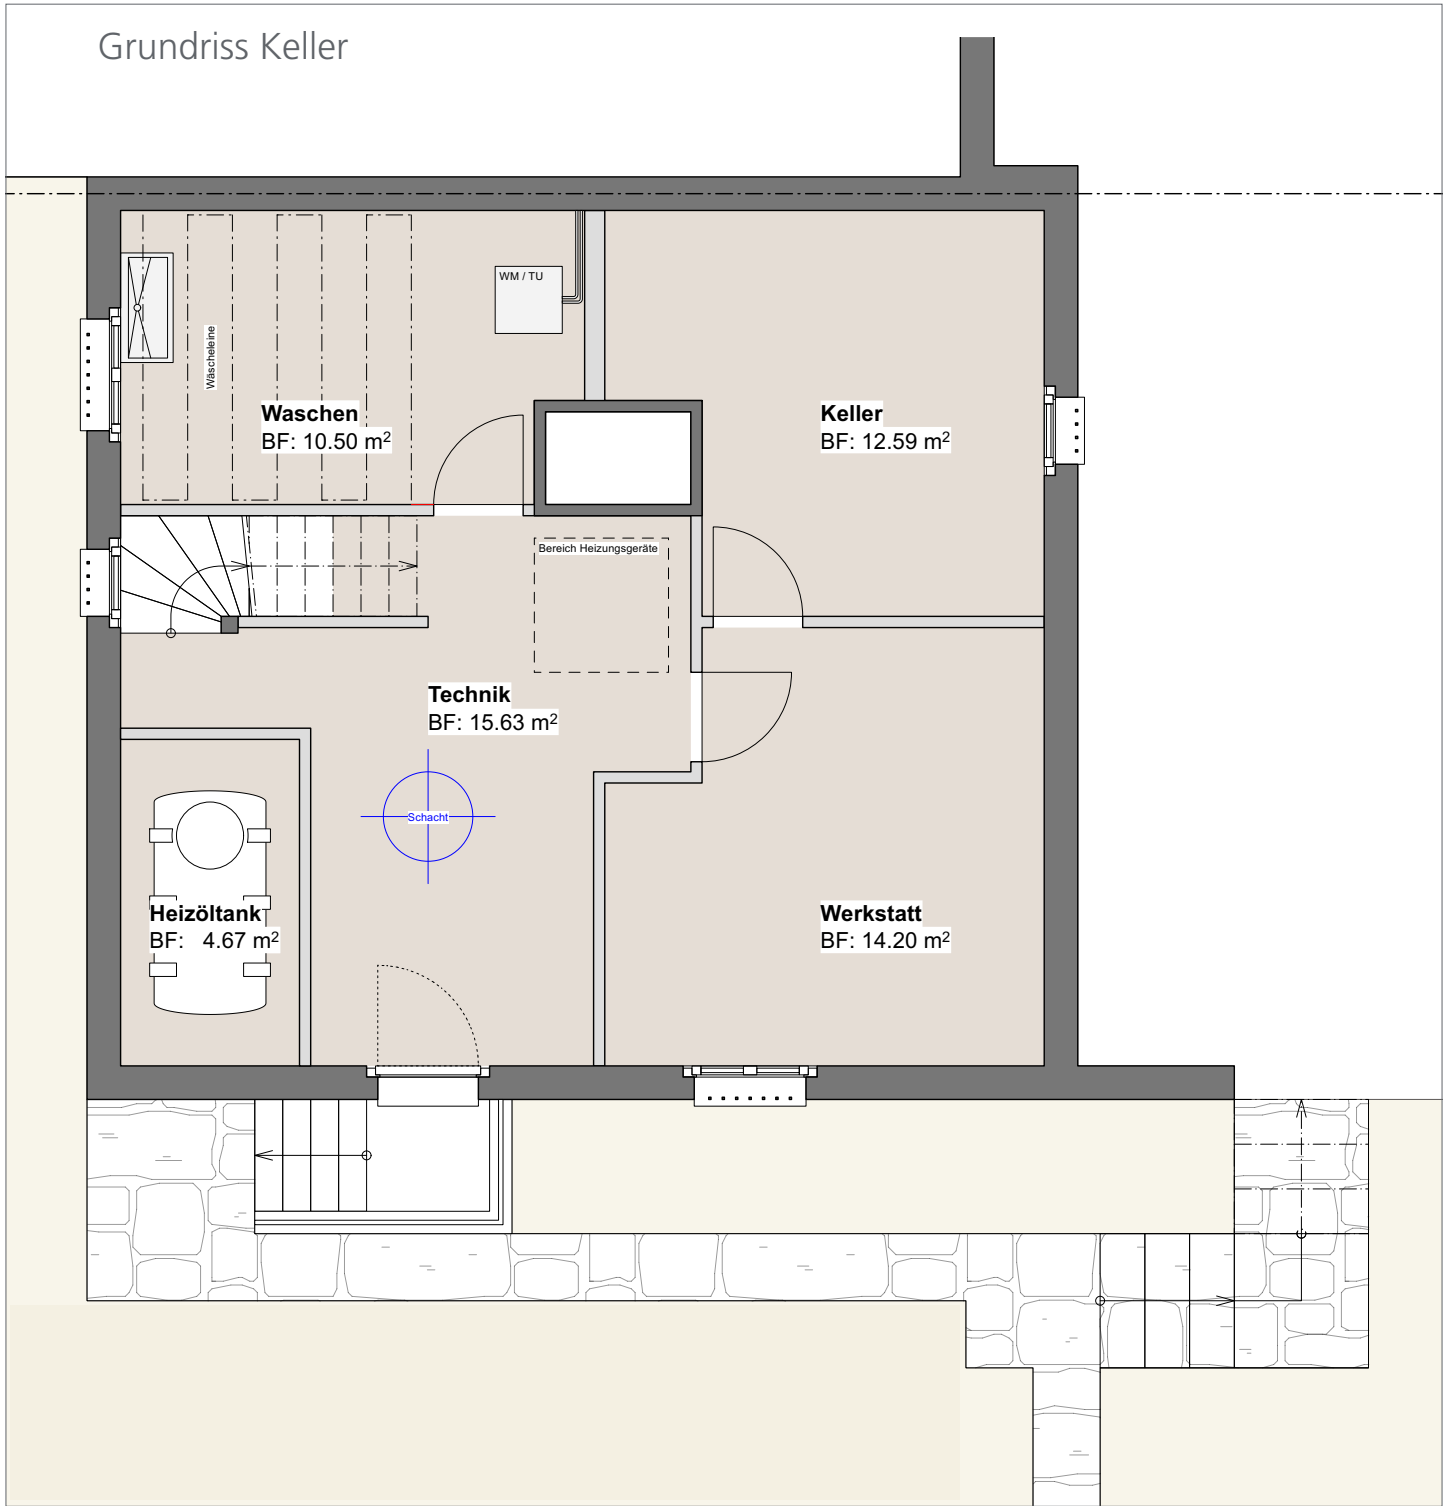 Grundriss Keller
WM / TU
Wäscheleine
Waschen
BF: 10.50 m²
Keller
BF: 12.59 m²
Bereich Heizungsgeräte
Technik
BF: 15.63 m²
Schacht
Heizöltank
BF: 4.67 m²
Werkstatt
BF: 14.20 m²